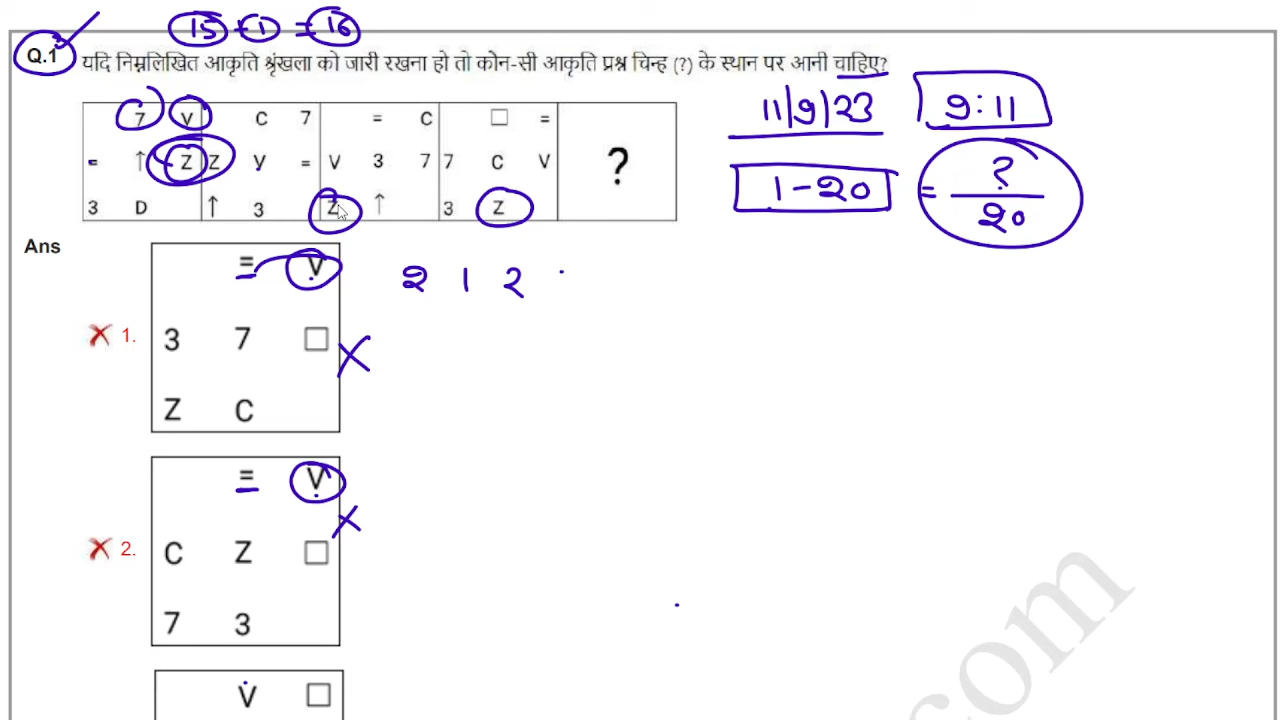 15 + 1 = 16
Q.1 यदि निम्नलिखित आकृति श्रृंखला को जारी रखना हो तो कौन-सी आकृति प्रश्न चिन्ह (?) के स्थान पर आनी चाहिए?
7 V C 7 = C □ =
= ↑ Z Z y = V 3 7 7 C V ?
3 D ↑ 3 Z ↑ 3 Z
11/9/23 9:11
1-20 = ?/20
Ans
= V
1. 3 7 □
Z C
2 1 2
= V
2. C Z □
7 3
V □
com